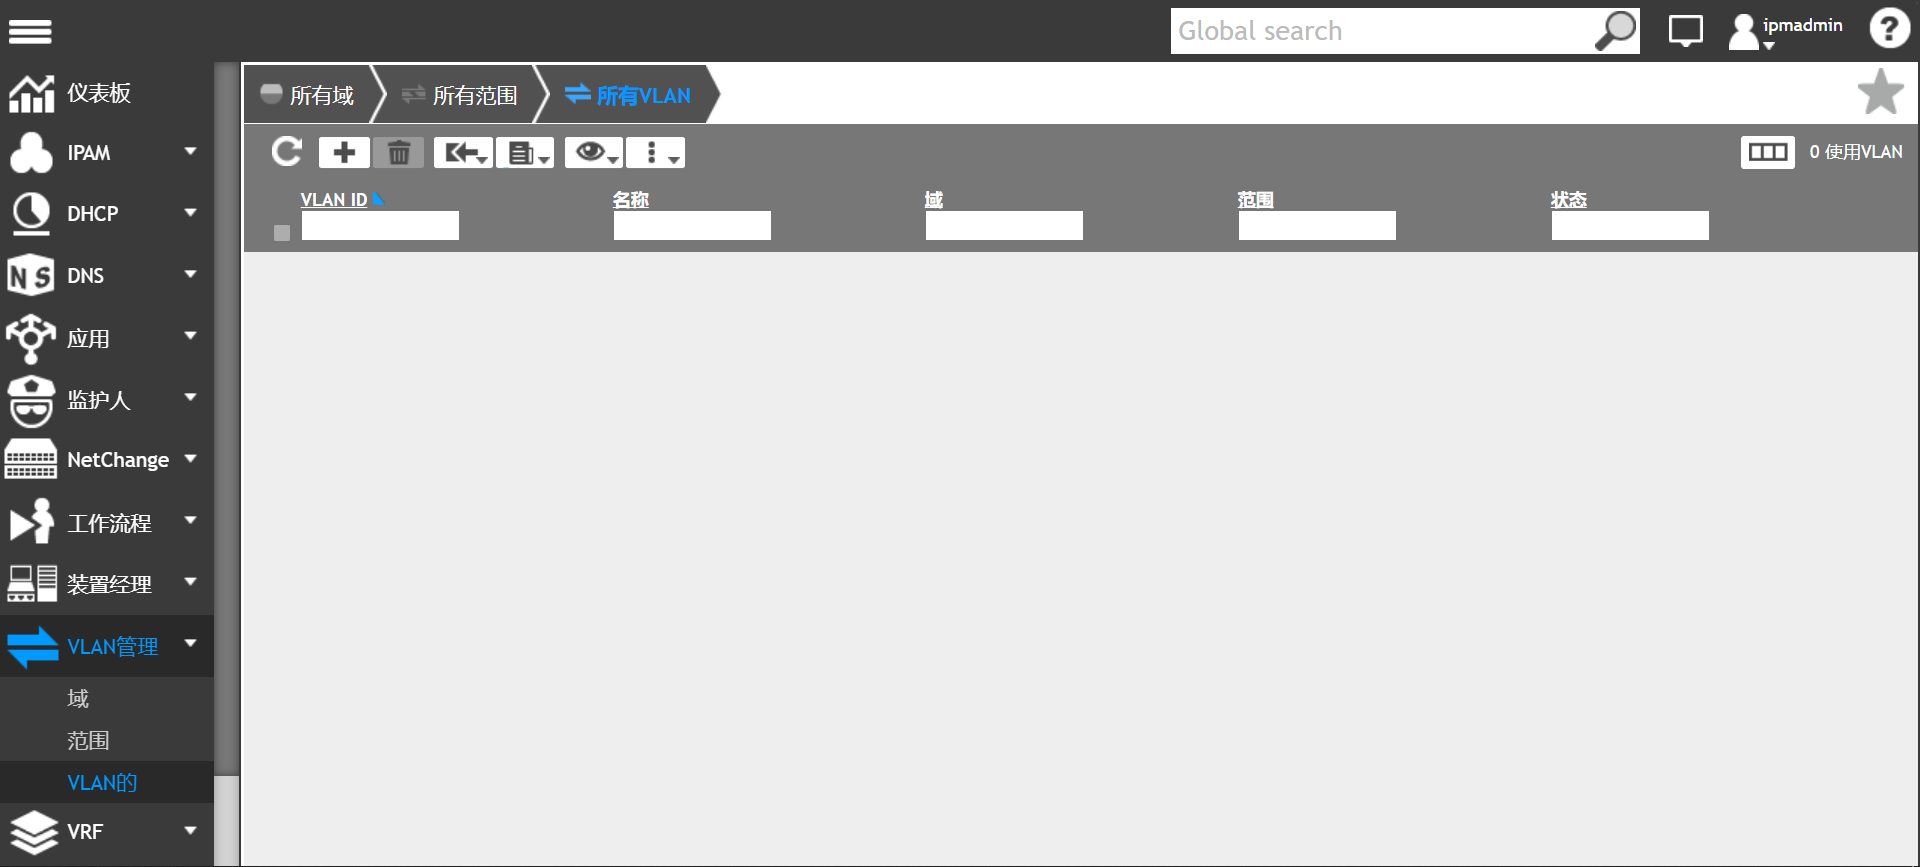 Global search
ipmadmin
?
仪表板
IPAM
DHCP
NS
DNS
应用
监护人
NetChange
工作流程
装置经理
VLAN管理
域
范围
VLAN的
VRF
所有域
所有范围
所有VLAN
0 使用VLAN
VLAN ID
名称
域
范围
状态